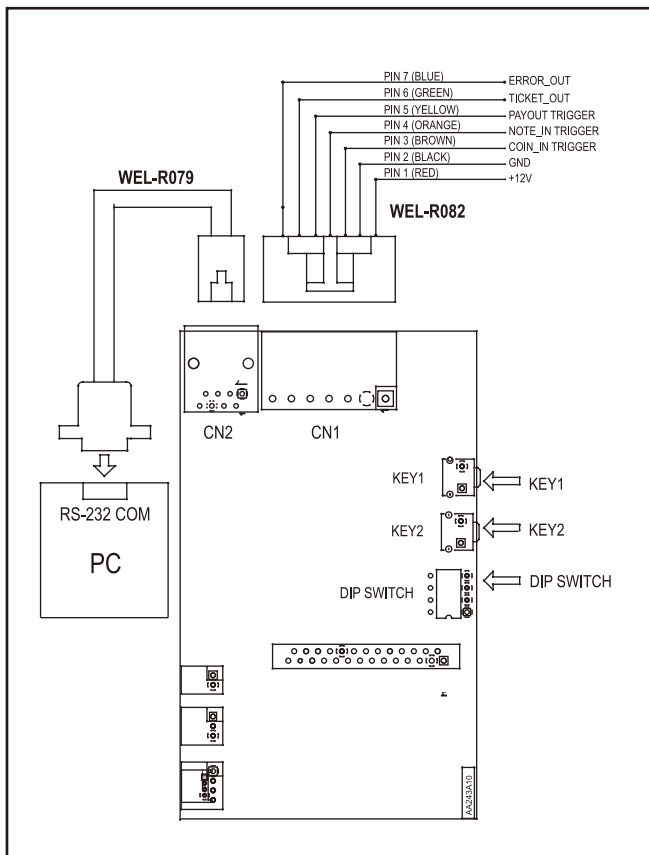 PIN 7 (BLUE) ERROR_OUT
PIN 6 (GREEN) TICKET_OUT
PIN 5 (YELLOW) PAYOUT TRIGGER
PIN 4 (ORANGE) NOTE_IN TRIGGER
PIN 3 (BROWN) COIN_IN TRIGGER
PIN 2 (BLACK) GND
PIN 1 (RED) +12V
WEL-R079
WEL-R082
CN2
CN1
KEY1
KEY1
KEY2
KEY2
DIP SWITCH
DIP SWITCH
RS-232 COM
PC
AA243A10